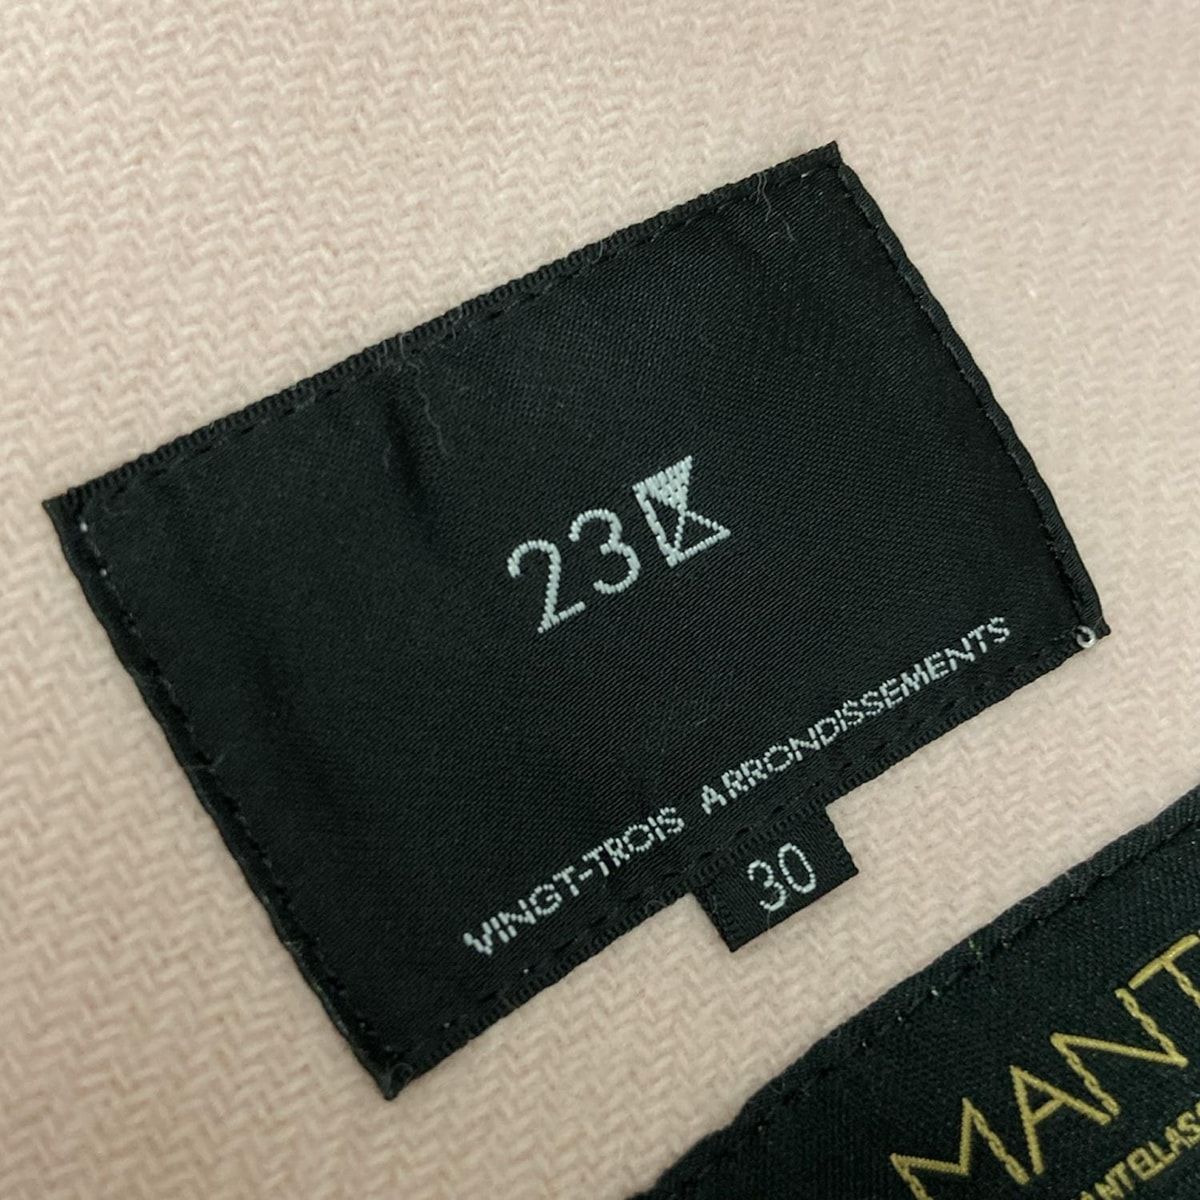 23区
VINGT-TROIS ARRONDISSEMENTS
30
MANT